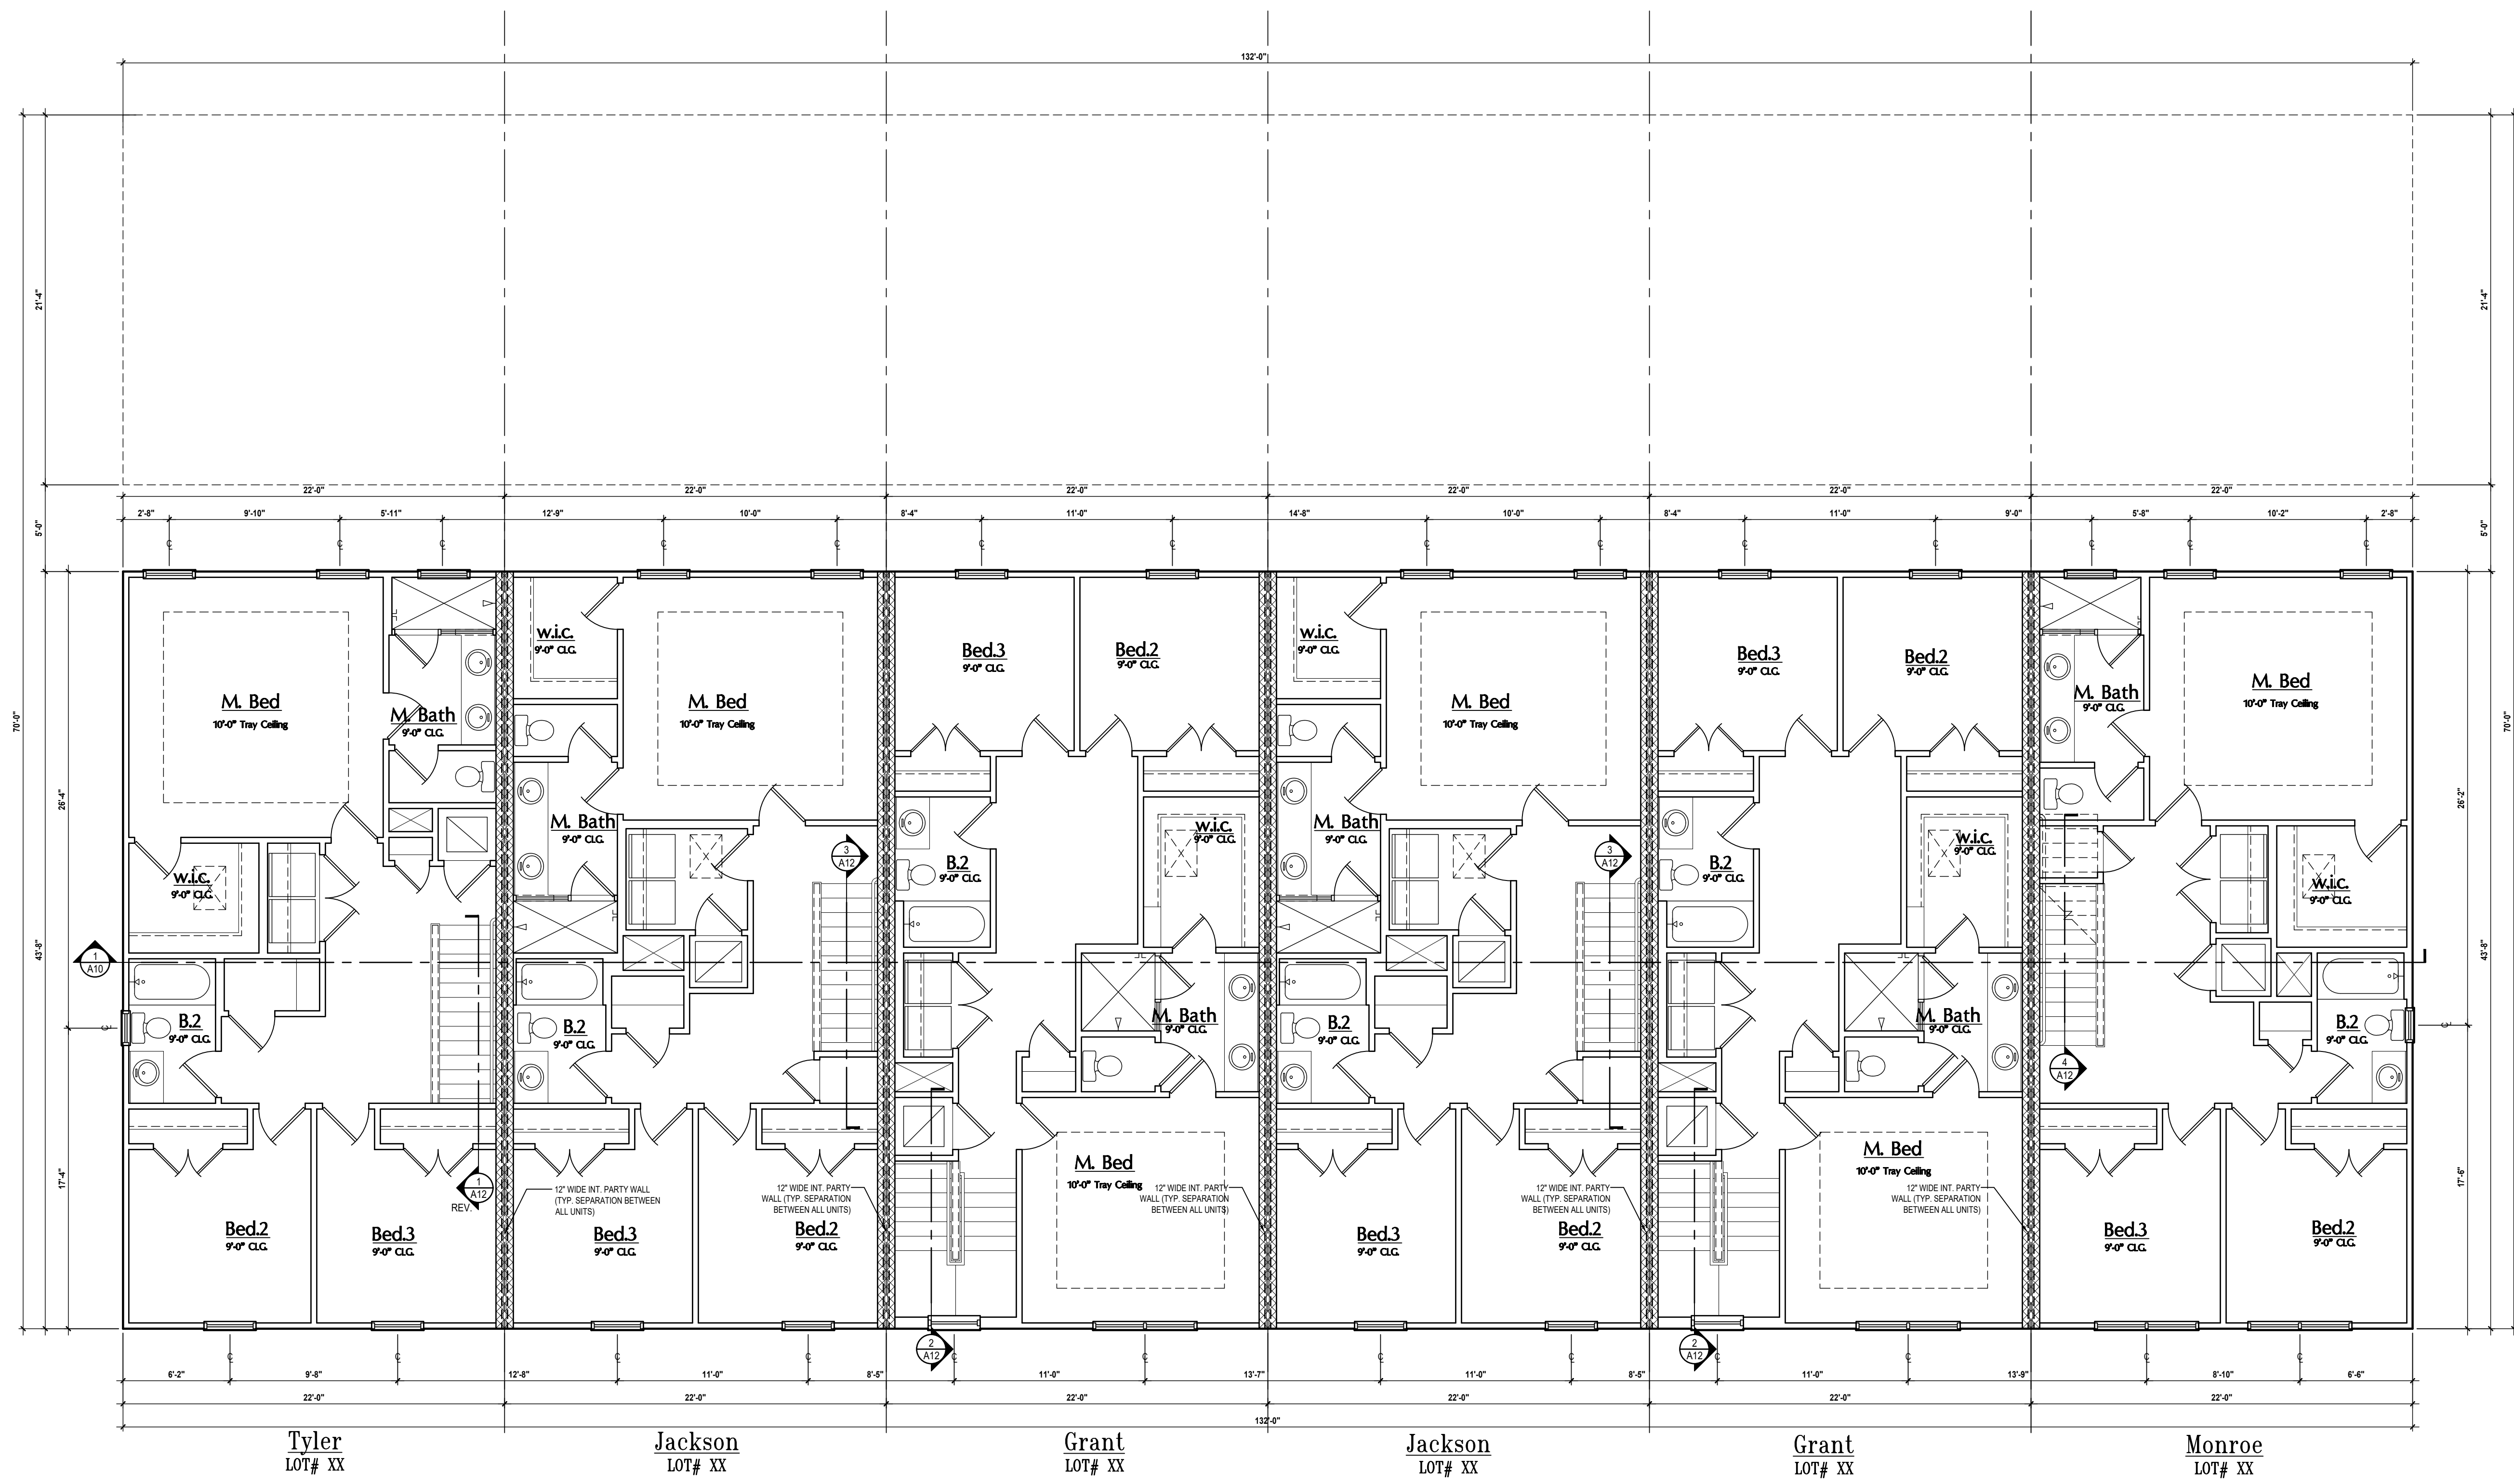 132'-0"
21'-4"
21'-4"
22'-0" 22'-0" 22'-0" 22'-0" 22'-0" 22'-0"
2'-8" 9'-10" 5'-11" 12'-9" 10'-0" 8'-4" 11'-0" 14'-8" 10'-0" 8'-4" 11'-0" 9'-0" 5'-8" 10'-2" 2'-8"
5'-0"
5'-0"
70'-0"
70'-0"
43'-8"
43'-8"
26'-4"
26'-2"
17'-4"
17'-6"
M. Bed
10'-0" Tray Ceiling
M. Bath
9'-0" CLG.
w.i.c.
9'-0" CLG.
B.2
9'-0" CLG.
Bed.2
9'-0" CLG.
Bed.3
9'-0" CLG.
1
A10
1
A12
REV.
12" WIDE INT. PARTY WALL
(TYP. SEPARATION BETWEEN
ALL UNITS)
w.i.c.
9'-0" CLG.
M. Bed
10'-0" Tray Ceiling
M. Bath
9'-0" CLG.
3
A12
B.2
9'-0" CLG.
Bed.3
9'-0" CLG.
Bed.2
9'-0" CLG.
12" WIDE INT. PARTY
WALL (TYP. SEPARATION
BETWEEN ALL UNITS)
Bed.3
9'-0" CLG.
Bed.2
9'-0" CLG.
w.i.c.
9'-0" CLG.
B.2
9'-0" CLG.
M. Bath
9'-0" CLG.
M. Bed
10'-0" Tray Ceiling
12" WIDE INT. PARTY
WALL (TYP. SEPARATION
BETWEEN ALL UNITS)
2
A12
w.i.c.
9'-0" CLG.
M. Bed
10'-0" Tray Ceiling
M. Bath
9'-0" CLG.
3
A12
B.2
9'-0" CLG.
Bed.3
9'-0" CLG.
Bed.2
9'-0" CLG.
12" WIDE INT. PARTY
WALL (TYP. SEPARATION
BETWEEN ALL UNITS)
Bed.3
9'-0" CLG.
Bed.2
9'-0" CLG.
w.i.c.
9'-0" CLG.
B.2
9'-0" CLG.
M. Bath
9'-0" CLG.
M. Bed
10'-0" Tray Ceiling
12" WIDE INT. PARTY
WALL (TYP. SEPARATION
BETWEEN ALL UNITS)
2
A12
M. Bath
9'-0" CLG.
M. Bed
10'-0" Tray Ceiling
w.i.c.
9'-0" CLG.
B.2
9'-0" CLG.
4
A12
Bed.3
9'-0" CLG.
Bed.2
9'-0" CLG.
6'-2" 9'-8" 12'-8" 11'-0" 8'-5" 11'-0" 13'-7" 11'-0" 8'-5" 11'-0" 13'-9" 8'-10" 6'-6"
22'-0" 22'-0" 22'-0" 22'-0" 22'-0" 22'-0"
132'-0"
Tyler
LOT# XX
Jackson
LOT# XX
Grant
LOT# XX
Jackson
LOT# XX
Grant
LOT# XX
Monroe
LOT# XX